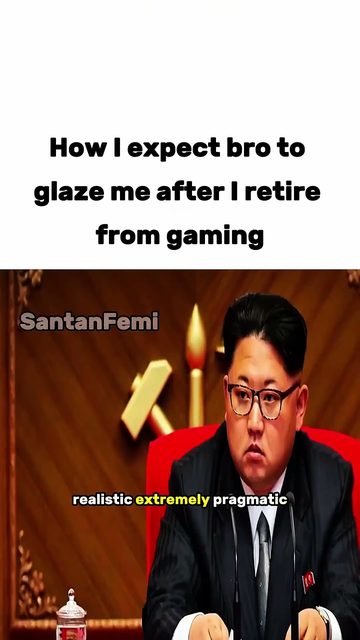 How I expect bro to
glaze me after I retire
from gaming
SantanFemi
realistic extremely pragmatic